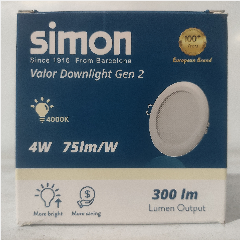 simon
Since 1916 From Barcelona
Valor Downlight Gen 2
100+
European Brand
4000K
4W 75lm/W
More bright
More saving
300 lm
Lumen Output